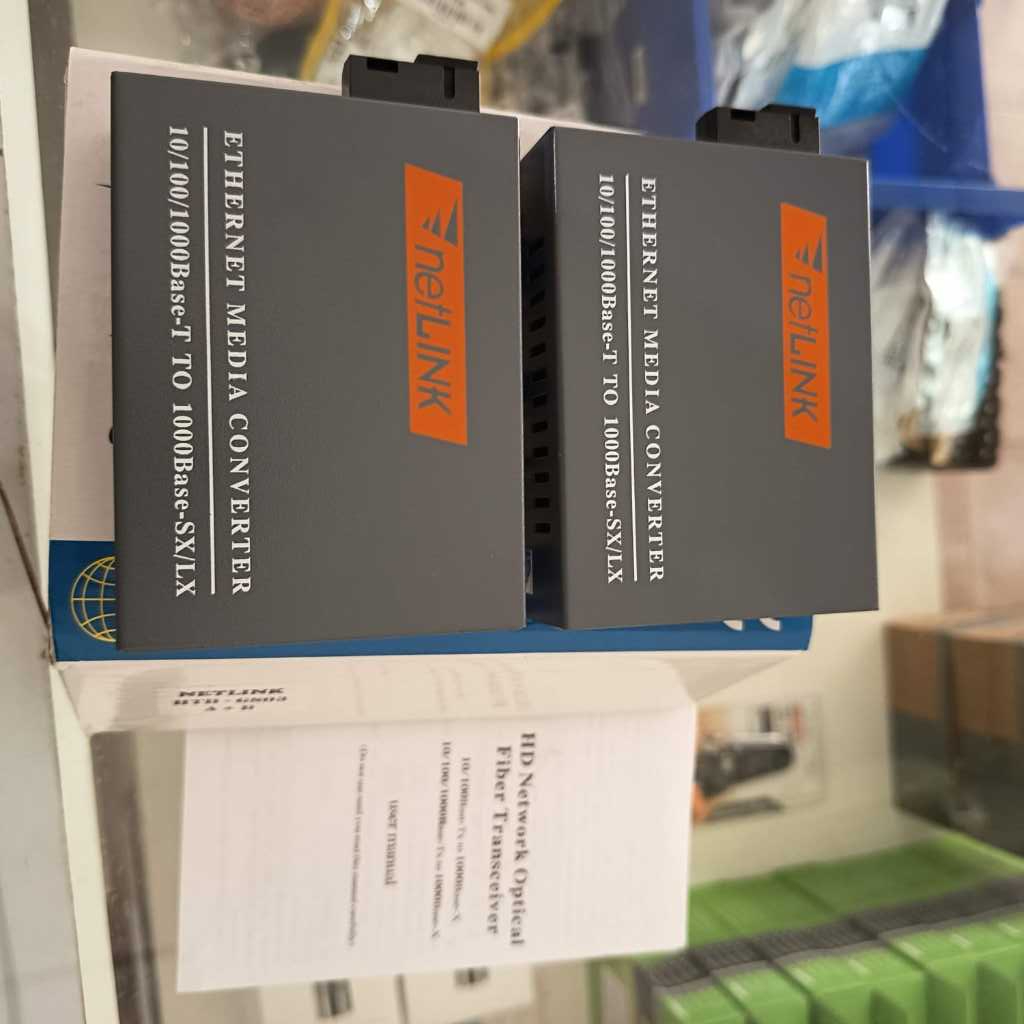 netLINK
ETHERNET MEDIA CONVERTER
10/100/1000Base-T TO 1000Base-SX/LX
netLINK
ETHERNET MEDIA CONVERTER
10/100/1000Base-T TO 1000Base-SX/LX
NETLINK
A + B
HD Network Optical
Fiber Transceiver
user manual